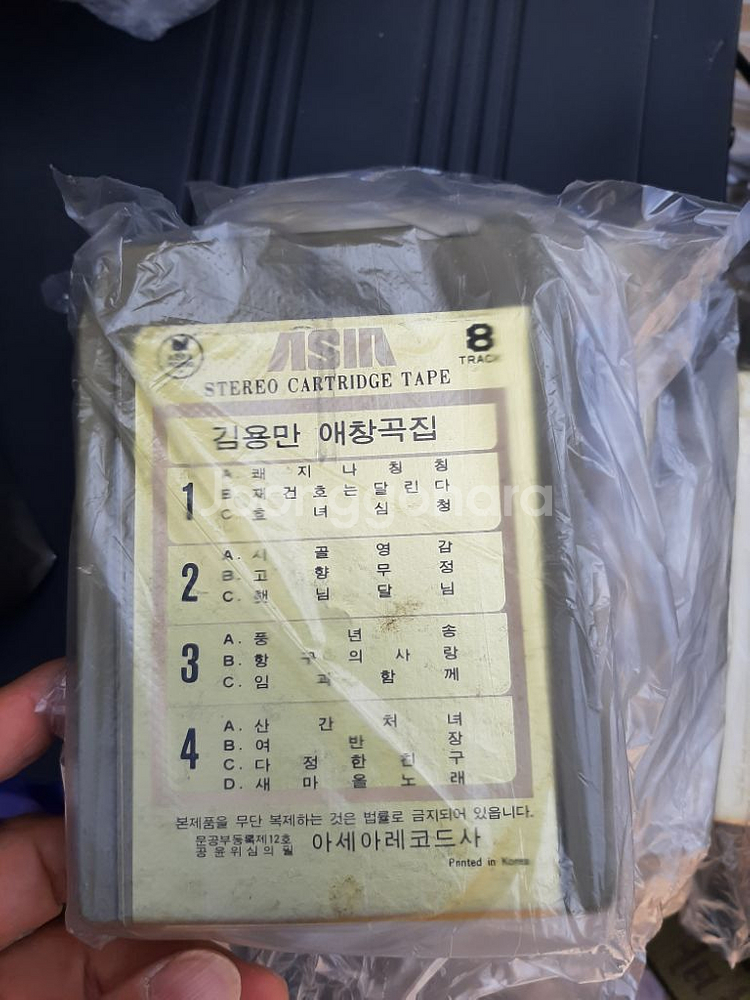 ASIA
8
TRACK
STEREO CARTRIDGE TAPE
김용만 애창곡집
1
A. 쾌 지 나 칭 칭
B. 재 건 호 는 달 린 다
C. 효 녀 심 청
Joonggonara
2
A. 시 골 영 감
B. 고 향 무 정
C. 햇 님 달 님
3
A. 풍 년 송
B. 항 구 의 사 랑
C. 임 과 함 께
4
A. 산 간 처 녀
B. 여 반 장
C. 다 정 한 친 구
D. 새 마 을 노 래
본제품을 무단 복제하는 것은 법률로 금지되어 있읍니다.
문공부등록제12호
공 윤 위 심 의 필
아세아레코드사
Printed in Korea